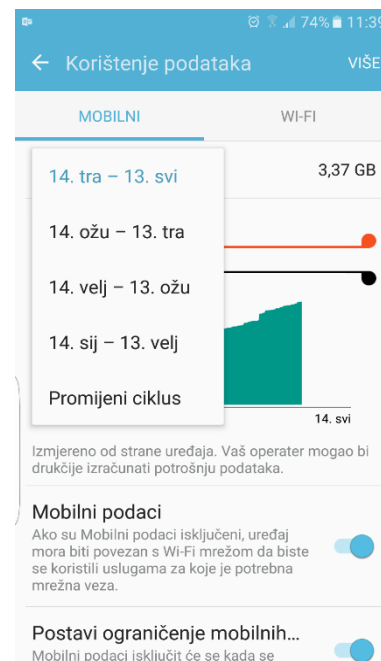 74% 11:39
Korištenje podataka VIŠE
MOBILNI WI-FI
14. tra – 13. svi 3,37 GB
14. ožu – 13. tra
14. velj – 13. ožu
14. sij – 13. velj
Promijeni ciklus
14. svi
Izmjereno od strane uređaja. Vaš operater mogao bi
drukčije izračunati potrošnju podataka.
Mobilni podaci
Ako su Mobilni podaci isključeni, uređaj
mora biti povezan s Wi-Fi mrežom da biste
se koristili uslugama za koje je potrebna
mrežna veza.
Postavi ograničenje mobilnih...
Mobilni podaci isključit će se kada se